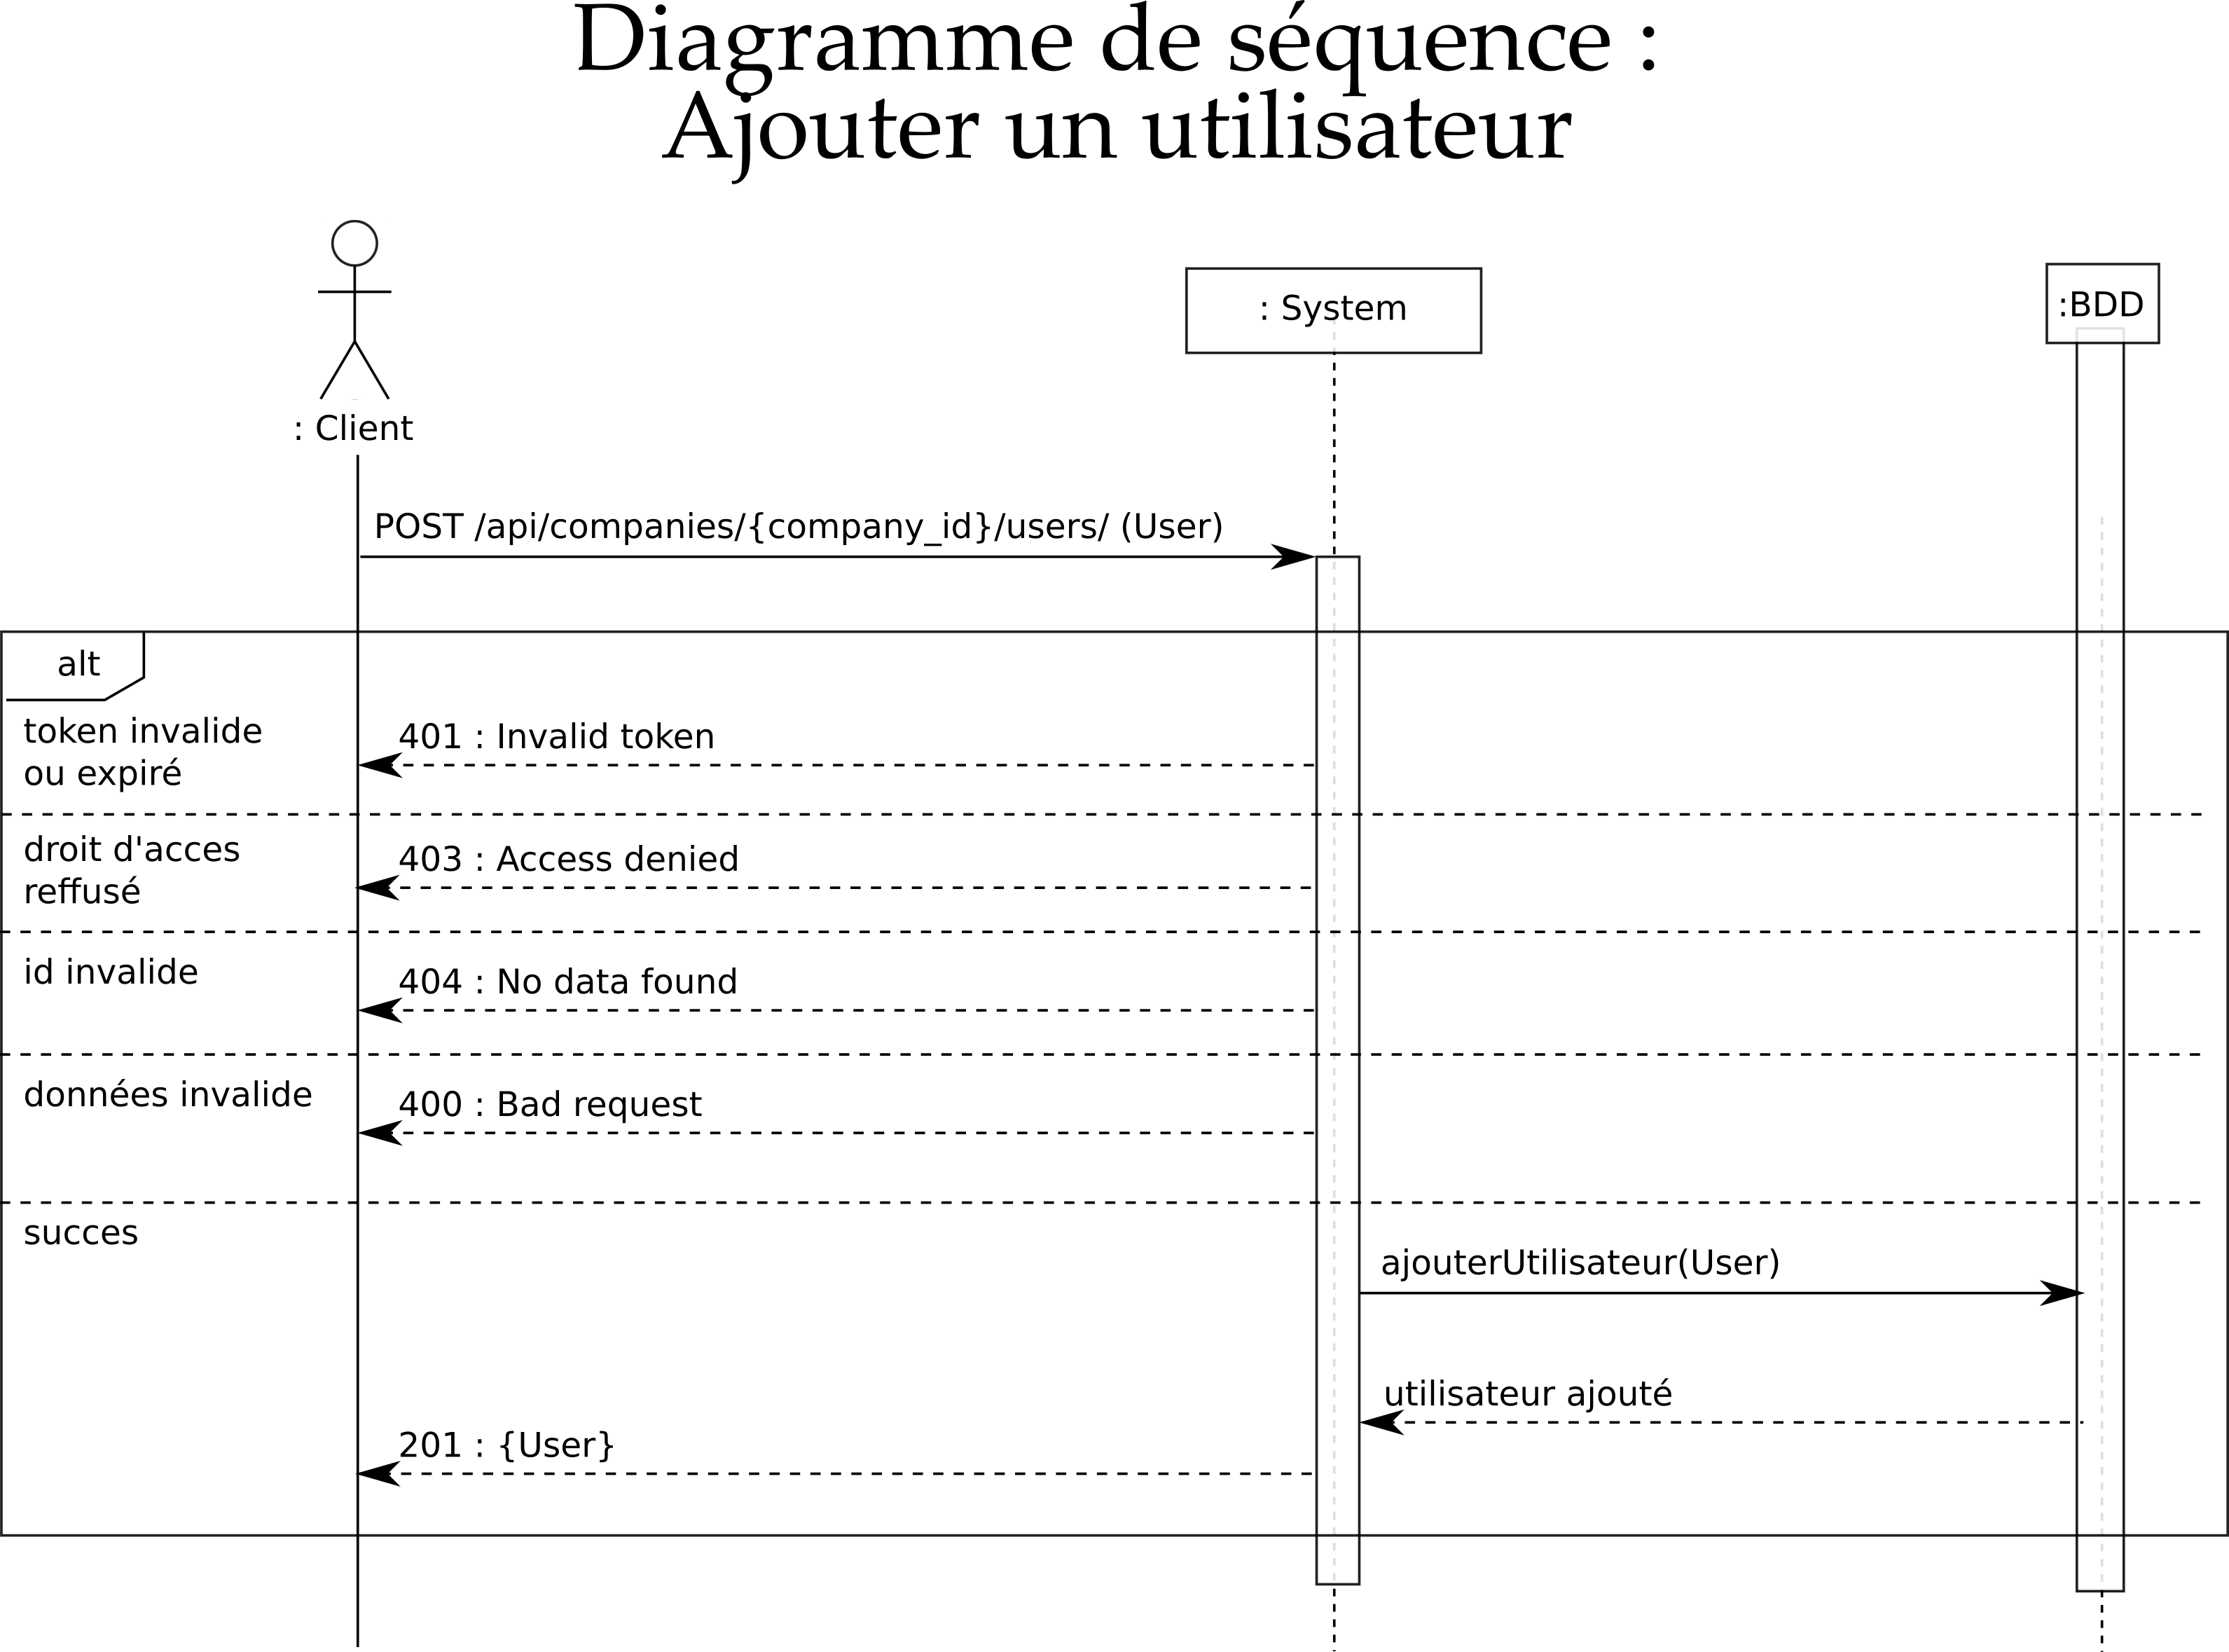 Diagramme de séquence :
Ajouter un utilisateur
: Client
: System
:BDD
POST /api/companies/{company_id}/users/ (User)
alt
token invalide
ou expiré
401 : Invalid token
droit d'acces
reffusé
403 : Access denied
id invalide
404 : No data found
données invalide
400 : Bad request
succes
ajouterUtilisateur(User)
utilisateur ajouté
201 : {User}